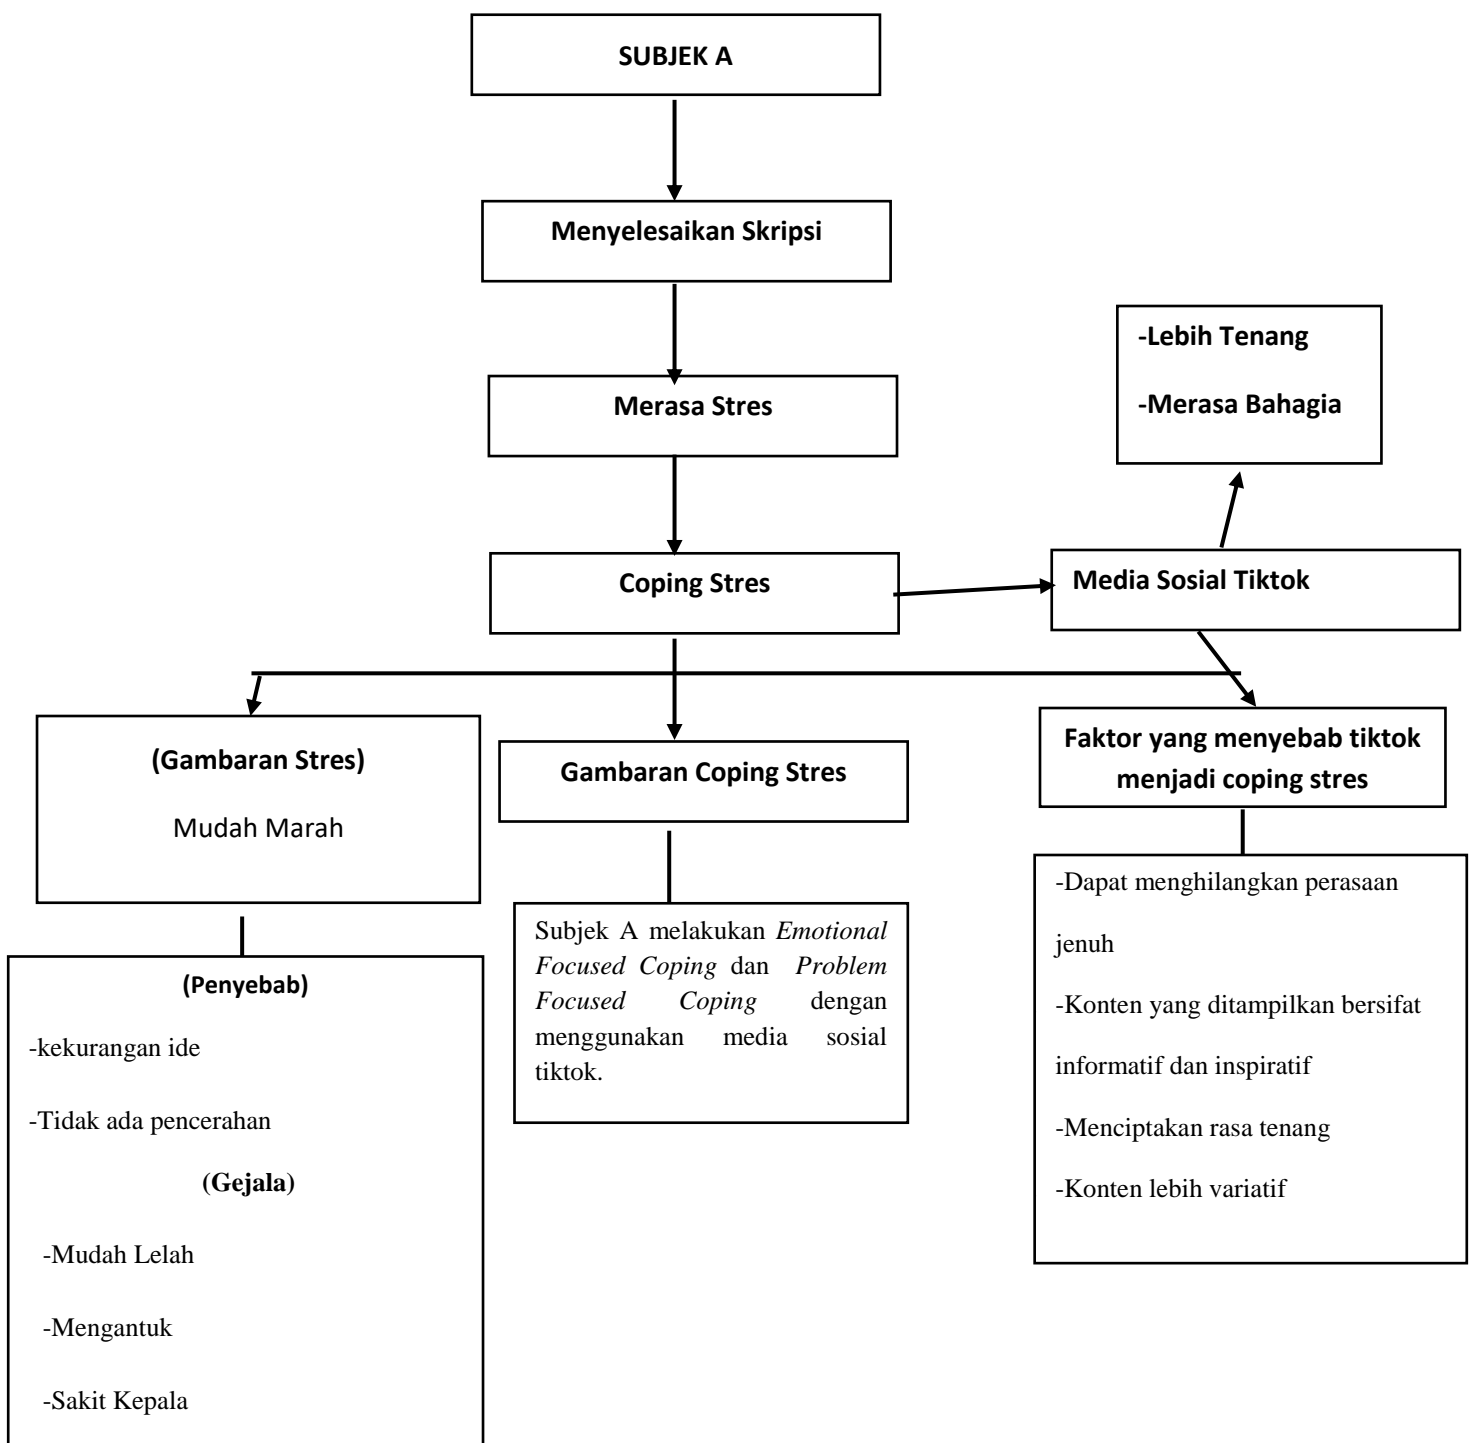 SUBJEK A
Menyelesaikan Skripsi
-Lebih Tenang
-Merasa Bahagia
Merasa Stres
Coping Stres
Media Sosial Tiktok
(Gambaran Stres)
Mudah Marah
Gambaran Coping Stres
Faktor yang menyebab tiktok
menjadi coping stres
(Penyebab)
-kekurangan ide
-Tidak ada pencerahan
(Gejala)
-Mudah Lelah
-Mengantuk
-Sakit Kepala
Subjek A melakukan Emotional
Focused Coping dan Problem
Focused Coping dengan
menggunakan media sosial
tiktok.
-Dapat menghilangkan perasaan
jenuh
-Konten yang ditampilkan bersifat
informatif dan inspiratif
-Menciptakan rasa tenang
-Konten lebih variatif